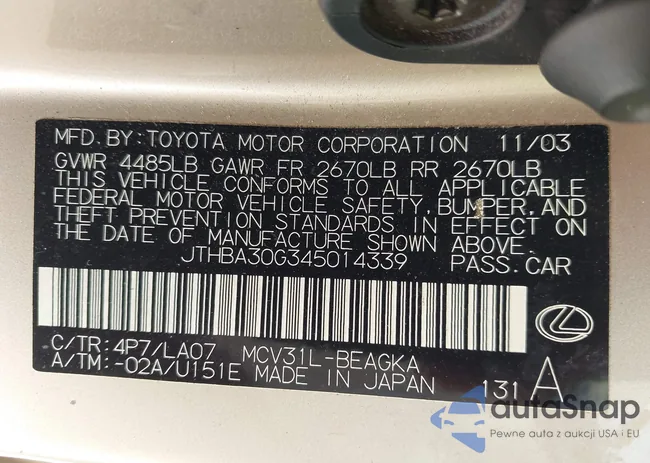 MFD.BY:TOYOTA MOTOR CORPORATION 11/03
GVWR 4485LB GAWR FR 2670LB RR 2670LB
THIS VEHICLE CONFORMS TO ALL APPLICABLE
FEDERAL MOTOR VEHICLE SAFETY, BUMPER, AND
THEFT PREVENTION STANDARDS IN EFFECT ON
THE DATE OF MANUFACTURE SHOWN ABOVE.
JTHBA30G345014339 PASS.CAR
C/TR: 4P7/LA07 MCV31L-BEAGKA
A/TM: -02A/U151E MADE IN JAPAN 131 A
autaSnap
Pewne auta z aukcji USA i EU